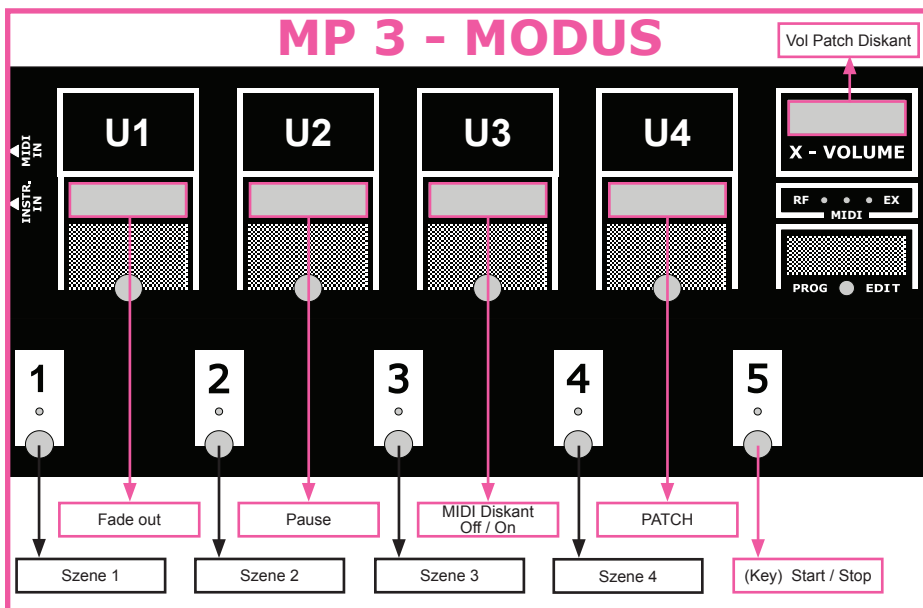 MP 3 - MODUS
Vol Patch Diskant
U1
U2
U3
U4
X - VOLUME
MIDI
IN
INSTR.
IN
RF
EX
MIDI
PROG
EDIT
1
2
3
4
5
Fade out
Pause
MIDI Diskant
Off / On
PATCH
Szene 1
Szene 2
Szene 3
Szene 4
(Key) Start / Stop